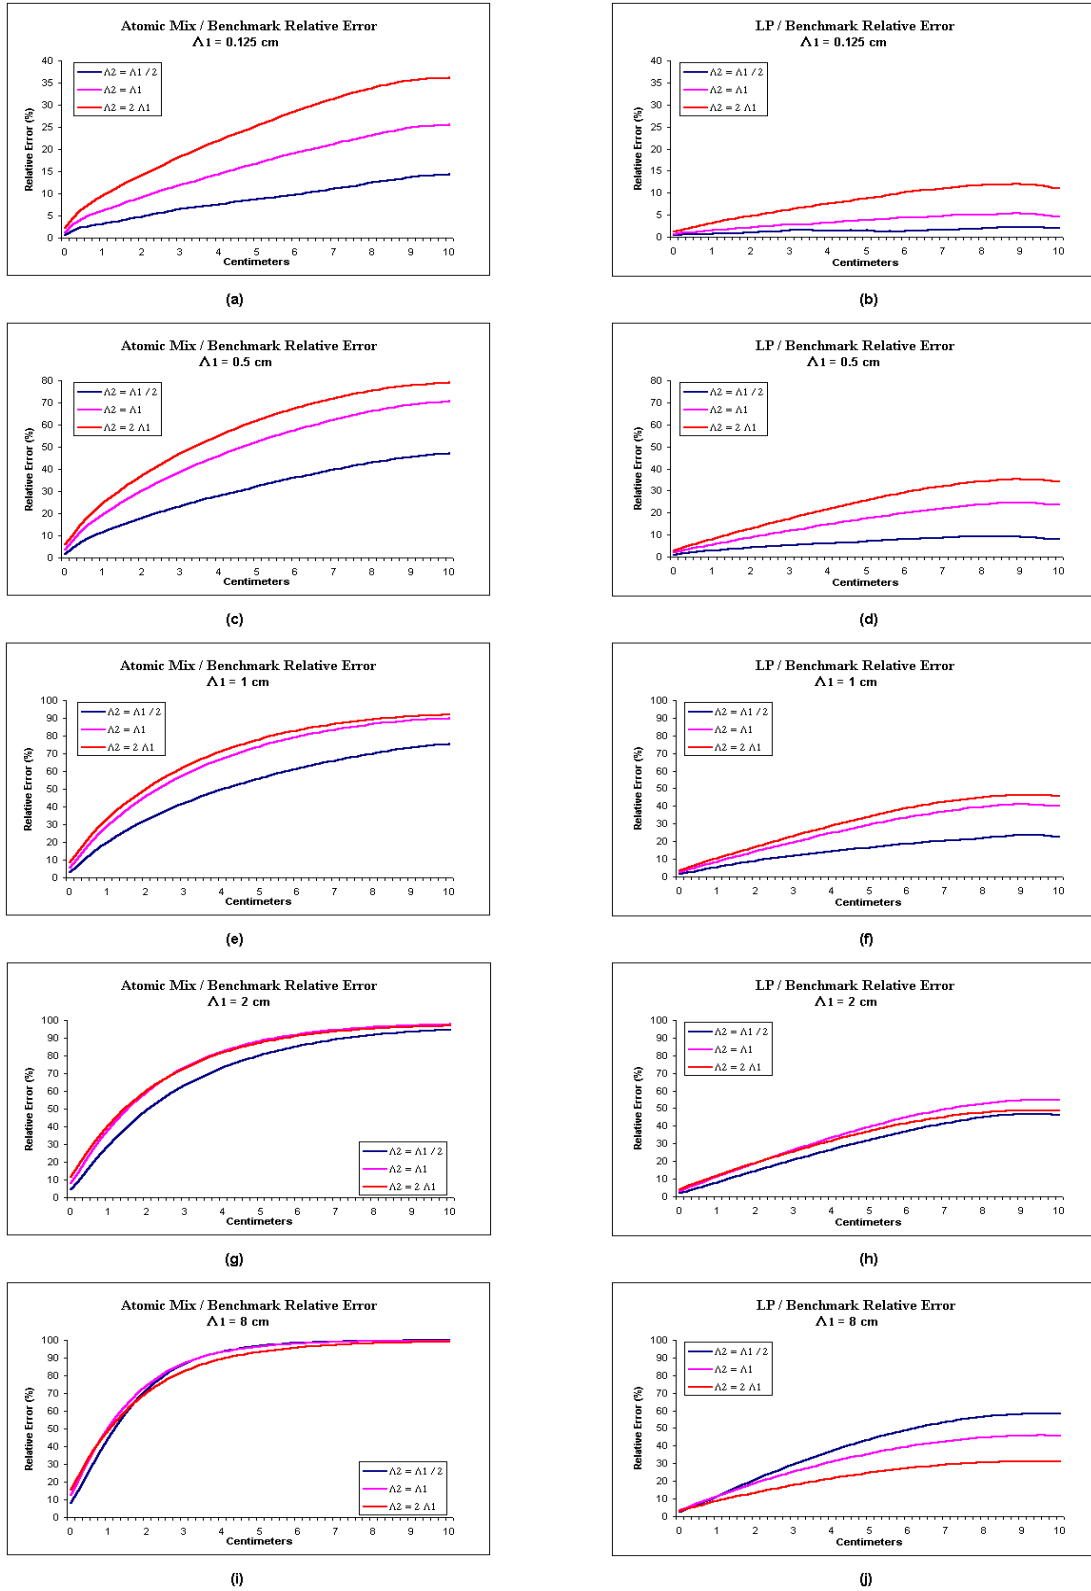 Atomic Mix / Benchmark Relative Error
Λ1 = 0.125 cm
Relative Error (%)
40
35
30
25
20
15
10
5
0
Λ2 = Λ1 / 2
Λ2 = Λ1
Λ2 = 2 Λ1
0 1 2 3 4 5 6 7 8 9 10
Centimeters
(a)
LP / Benchmark Relative Error
Λ1 = 0.125 cm
Relative Error (%)
40
35
30
25
20
15
10
5
0
Λ2 = Λ1 / 2
Λ2 = Λ1
Λ2 = 2 Λ1
0 1 2 3 4 5 6 7 8 9 10
Centimeters
(b)
Atomic Mix / Benchmark Relative Error
Λ1 = 0.5 cm
Relative Error (%)
80
70
60
50
40
30
20
10
0
Λ2 = Λ1 / 2
Λ2 = Λ1
Λ2 = 2 Λ1
0 1 2 3 4 5 6 7 8 9 10
Centimeters
(c)
LP / Benchmark Relative Error
Λ1 = 0.5 cm
Relative Error (%)
80
70
60
50
40
30
20
10
0
Λ2 = Λ1 / 2
Λ2 = Λ1
Λ2 = 2 Λ1
0 1 2 3 4 5 6 7 8 9 10
Centimeters
(d)
Atomic Mix / Benchmark Relative Error
Λ1 = 1 cm
Relative Error (%)
100
90
80
70
60
50
40
30
20
10
0
Λ2 = Λ1 / 2
Λ2 = Λ1
Λ2 = 2 Λ1
0 1 2 3 4 5 6 7 8 9 10
Centimeters
(e)
LP / Benchmark Relative Error
Λ1 = 1 cm
Relative Error (%)
100
90
80
70
60
50
40
30
20
10
0
Λ2 = Λ1 / 2
Λ2 = Λ1
Λ2 = 2 Λ1
0 1 2 3 4 5 6 7 8 9 10
Centimeters
(f)
Atomic Mix / Benchmark Relative Error
Λ1 = 2 cm
Relative Error (%)
100
90
80
70
60
50
40
30
20
10
0
Λ2 = Λ1 / 2
Λ2 = Λ1
Λ2 = 2 Λ1
0 1 2 3 4 5 6 7 8 9 10
Centimeters
(g)
LP / Benchmark Relative Error
Λ1 = 2 cm
Relative Error (%)
100
90
80
70
60
50
40
30
20
10
0
Λ2 = Λ1 / 2
Λ2 = Λ1
Λ2 = 2 Λ1
0 1 2 3 4 5 6 7 8 9 10
Centimeters
(h)
Atomic Mix / Benchmark Relative Error
Λ1 = 8 cm
Relative Error (%)
100
90
80
70
60
50
40
30
20
10
0
Λ2 = Λ1 / 2
Λ2 = Λ1
Λ2 = 2 Λ1
0 1 2 3 4 5 6 7 8 9 10
Centimeters
(i)
LP / Benchmark Relative Error
Λ1 = 8 cm
Relative Error (%)
100
90
80
70
60
50
40
30
20
10
0
Λ2 = Λ1 / 2
Λ2 = Λ1
Λ2 = 2 Λ1
0 1 2 3 4 5 6 7 8 9 10
Centimeters
(j)